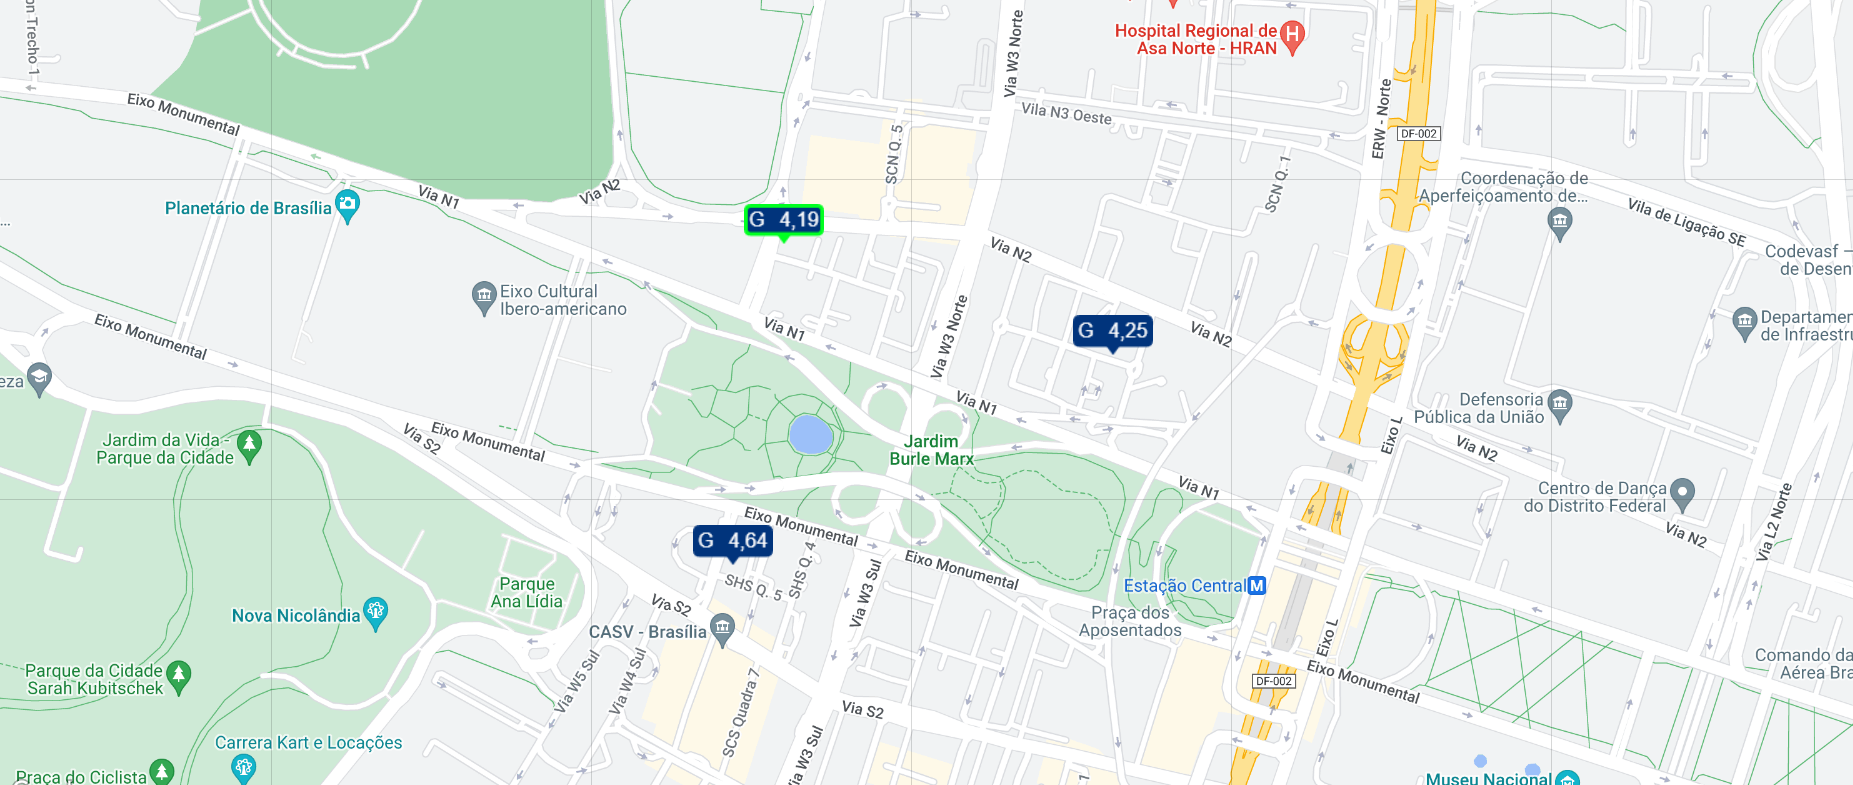 on Trecho 1
Eixo Monumental
Via W3 Norte
Hospital Regional de
Asa Norte - HRAN
H
Vila N3 Oeste
ERW - Norte
DF-002
SCN Q. 5
SCN Q. 1
Via N1
Via N2
Planetário de Brasília
G 4,19
Coordenação de
Aperfeiçoamento de...
Vila de Ligação SE
...
Via N2
Codevasf –
de Desen
Eixo Cultural
Ibero-americano
Eixo Monumental
Via N1
Via W3 Norte
G 4,25
Via N2
Departamen
de Infraestru
eza
Via N1
Defensoria
Pública da União
Eixo L
Jardim da Vida -
Parque da Cidade
Via S2
Eixo Monumental
Jardim
Burle Marx
Via N2
Via N1
Centro de Dança
do Distrito Federal
Via L2 Norte
Via N2
Eixo Monumental
G 4,64
SHS Q. 4
SHS Q. 5
Via W3 Sul
Eixo Monumental
Estação Central
M
Parque
Ana Lídia
Nova Nicolândia
Via S2
CASV - Brasília
Praça dos
Aposentados
Eixo L
Parque da Cidade
Sarah Kubitschek
Via W5 Sul
Via W4 Sul
SCS Quadra 7
DF-002
Eixo Monumental
Comando da
Aérea Bra
Via S2
Via W3 Sul
Carrera Kart e Locações
Praça do Ciclista
1
Museu Nacional